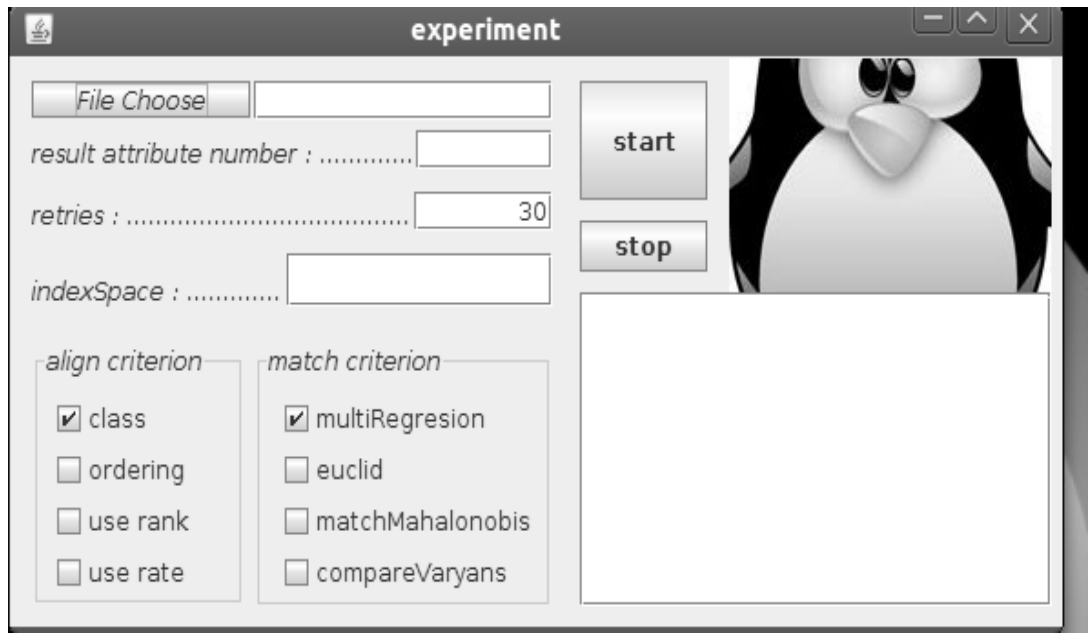 experiment
File Choose
result attribute number : .............
start
retries : .......................................
30
stop
indexSpace : .............
align criterion
class
ordering
use rank
use rate
match criterion
multiRegresion
euclid
matchMahalonobis
compareVaryans